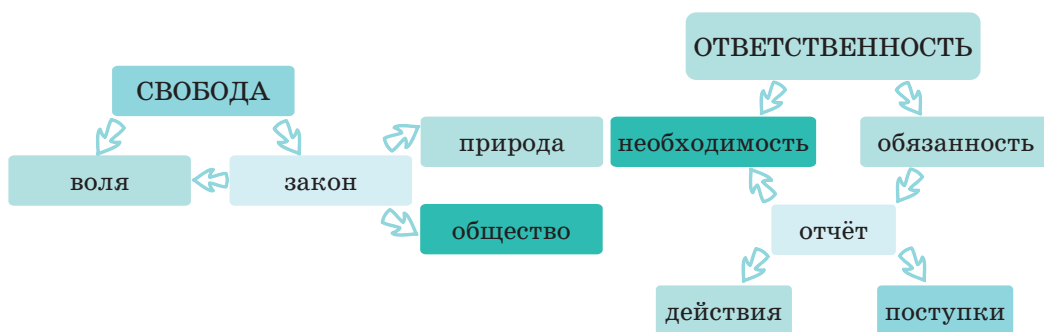 СВОБОДА
воля
закон
природа
общество
ОТВЕТСТВЕННОСТЬ
необходимость
обязанность
отчёт
действия
поступки